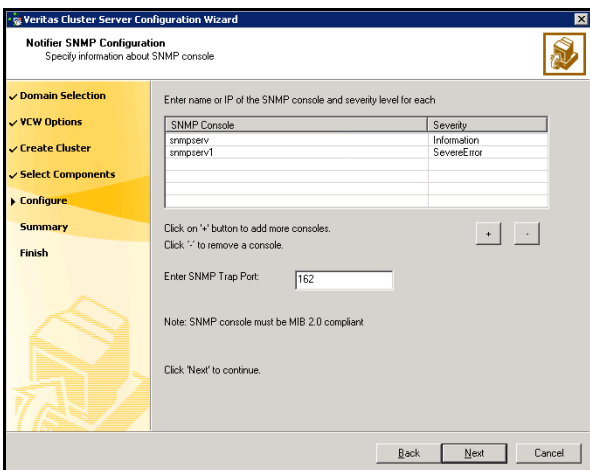 Veritas Cluster Server Configuration Wizard
Notifier SNMP Configuration
Specify information about SNMP console
Domain Selection
VCW Options
Create Cluster
Select Components
Configure
Summary
Finish
Enter name or IP of the SNMP console and severity level for each
SNMP Console Severity
snmpserv Information
snmpserv1 SevereError
Click on '+' button to add more consoles.
Click '-' to remove a console.
+ -
Enter SNMP Trap Port: 162
Note: SNMP console must be MIB 2.0 compliant
Click 'Next' to continue.
Back Next Cancel